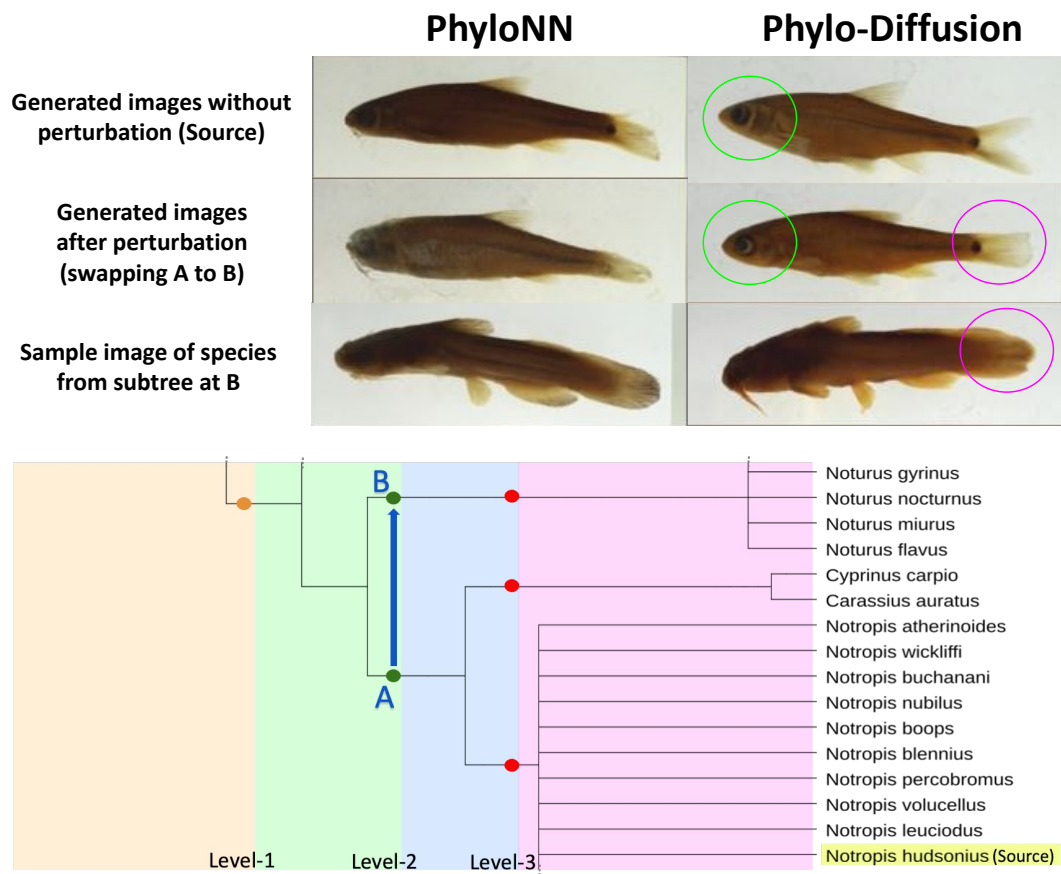 PhyloNN
Phylo-Diffusion
Generated images without
perturbation (Source)
Generated images
after perturbation
(swapping A to B)
Sample image of species
from subtree at B
B
A
Noturus gyrinus
Noturus nocturnus
Noturus miurus
Noturus flavus
Cyprinus carpio
Carassius auratus
Notropis atherinoides
Notropis wickliffi
Notropis buchanani
Notropis nubilus
Notropis boops
Notropis blennius
Notropis percobromus
Notropis volucellus
Notropis leuciodus
Notropis hudsonius (Source)
Level-1
Level-2
Level-3